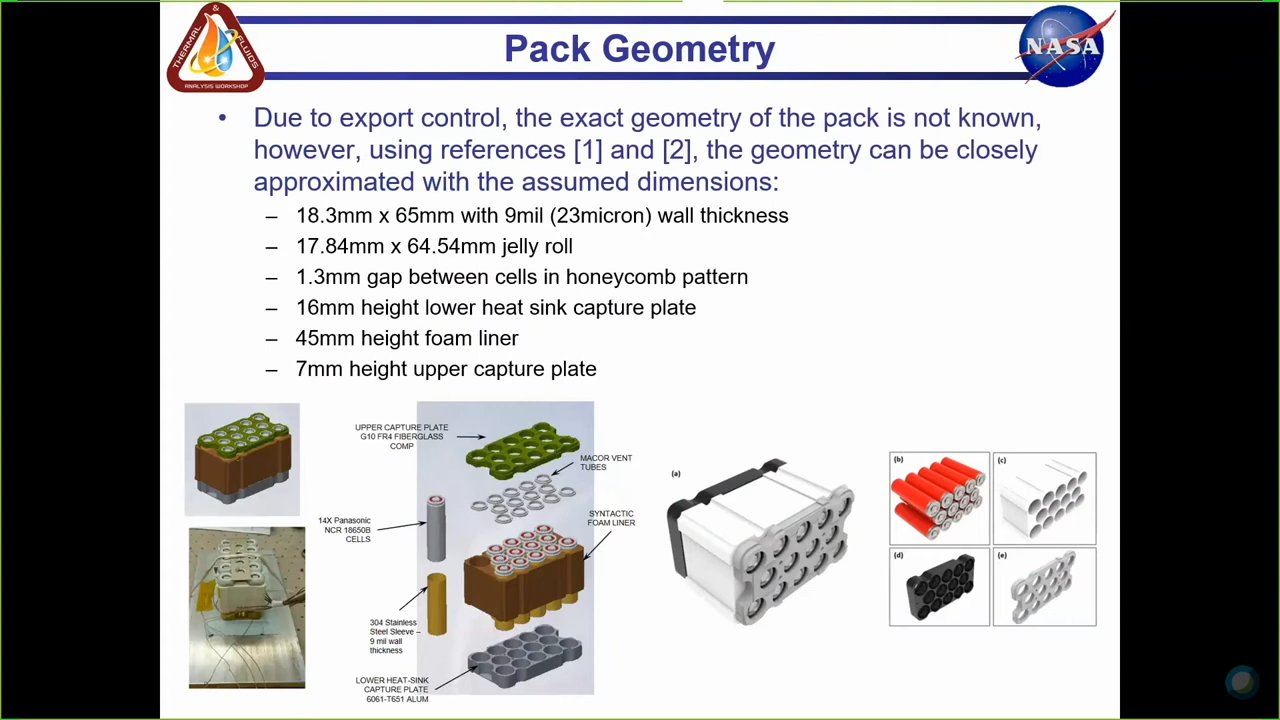 THERMAL & FLUIDS
ANALYSIS WORKSHOP
Pack Geometry
NASA
• Due to export control, the exact geometry of the pack is not known,
however, using references [1] and [2], the geometry can be closely
approximated with the assumed dimensions:
– 18.3mm x 65mm with 9mil (23micron) wall thickness
– 17.84mm x 64.54mm jelly roll
– 1.3mm gap between cells in honeycomb pattern
– 16mm height lower heat sink capture plate
– 45mm height foam liner
– 7mm height upper capture plate
UPPER CAPTURE PLATE
G10 FR4 FIBERGLASS
COMP
MACOR VENT
TUBES
14X Panasonic
NCR 18650B
CELLS
SYNTACTIC
FOAM LINER
304 Stainless
Steel Sleeve –
9 mil wall
thickness
LOWER HEAT-SINK
CAPTURE PLATE
6061-T651 ALUM
(a)
(b)
(c)
(d)
(e)